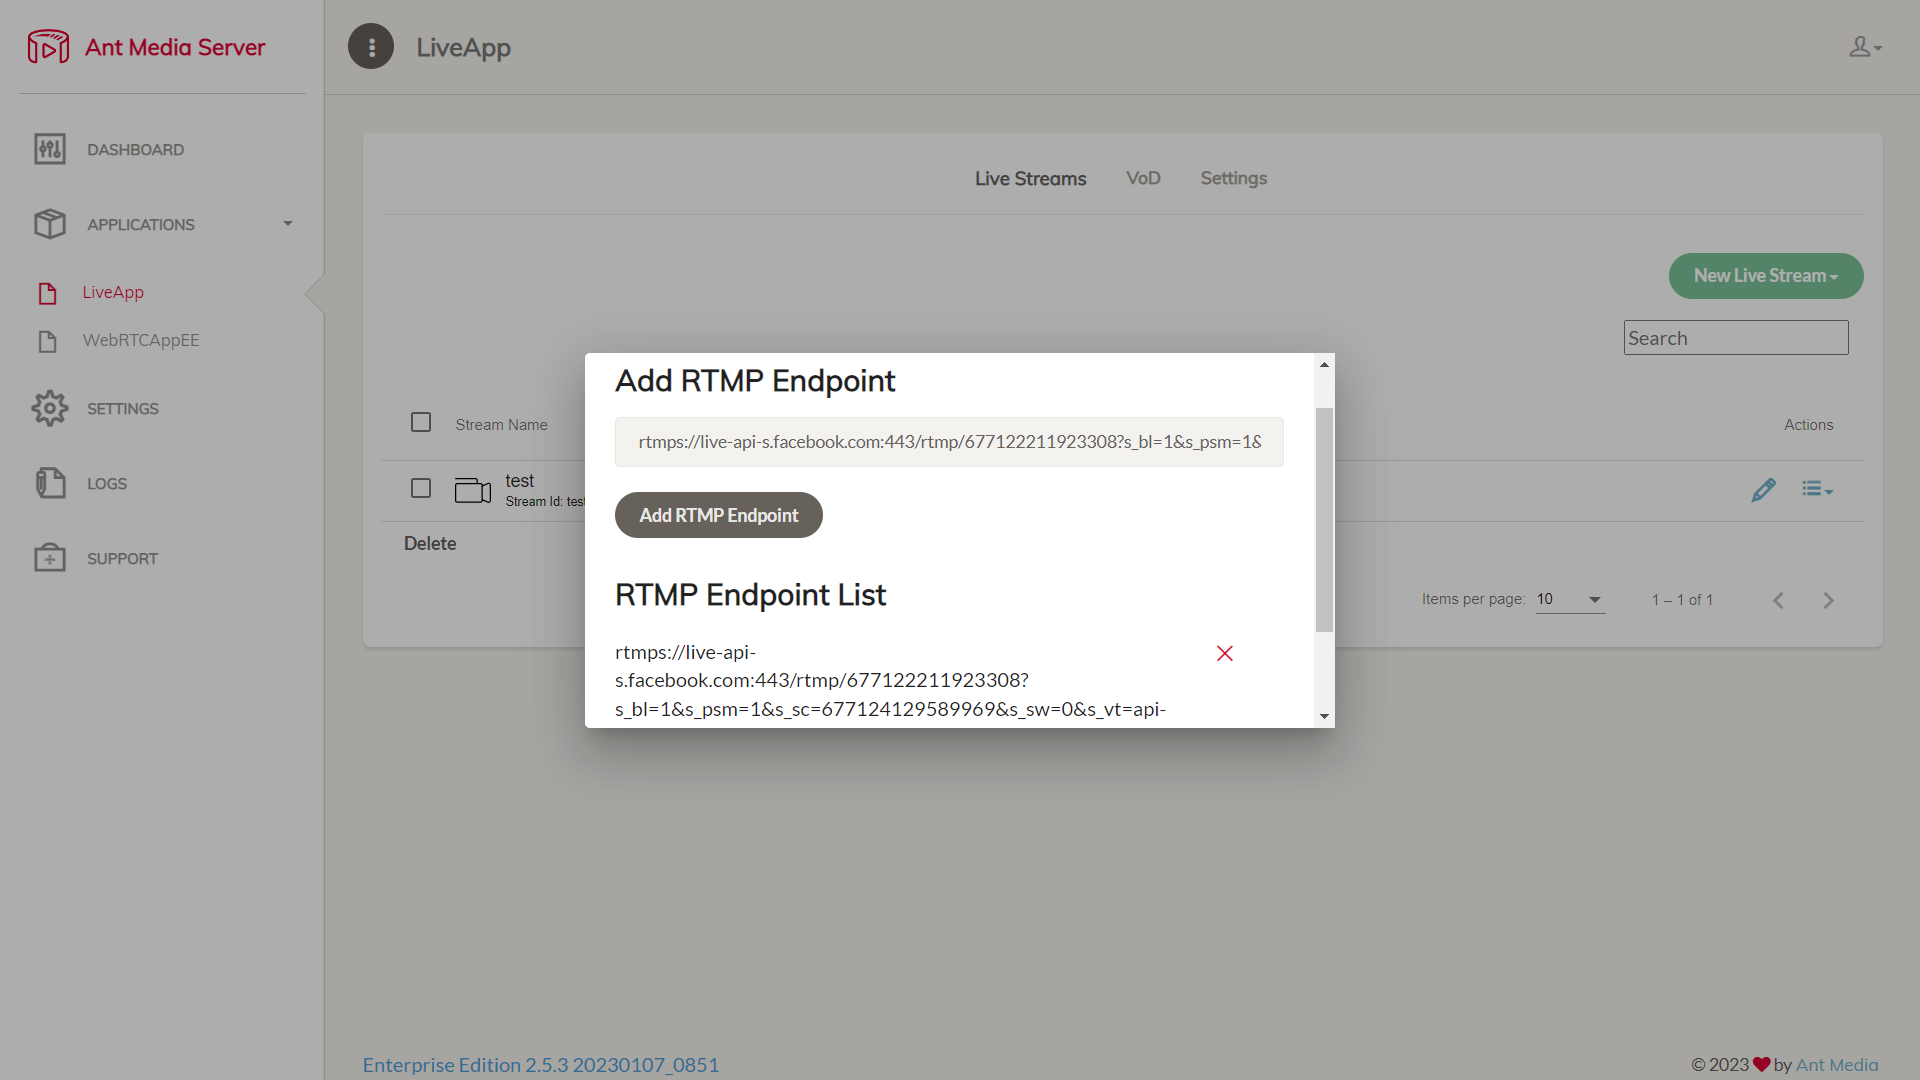 Ant Media Server
LiveApp
DASHBOARD
APPLICATIONS
LiveApp
WebRTCAppEE
SETTINGS
LOGS
SUPPORT
Live Streams VoD Settings
New Live Stream
Search
Stream Name Actions
test
Stream Id: test
Delete
Items per page: 10 1 – 1 of 1
Add RTMP Endpoint
rtmps://live-api-s.facebook.com:443/rtmp/677122211923308?s_bl=1&s_psm=1&
Add RTMP Endpoint
RTMP Endpoint List
rtmps://live-api-
s.facebook.com:443/rtmp/677122211923308?
s_bl=1&s_psm=1&s_sc=677124129589969&s_sw=0&s_vt=api-
Enterprise Edition 2.5.3 20230107_0851
© 2023 ❤ by Ant Media